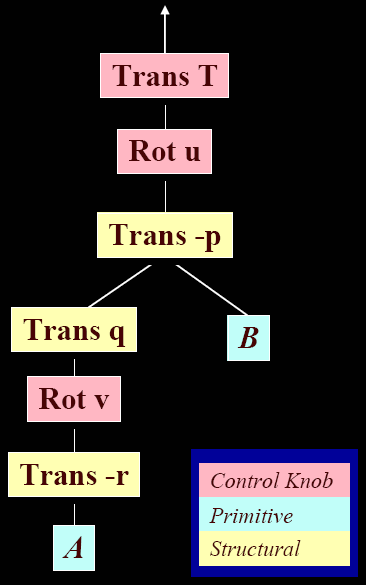 Trans T
Rot u
Trans -p
Trans q
B
Rot v
Trans -r
A
Control Knob
Primitive
Structural